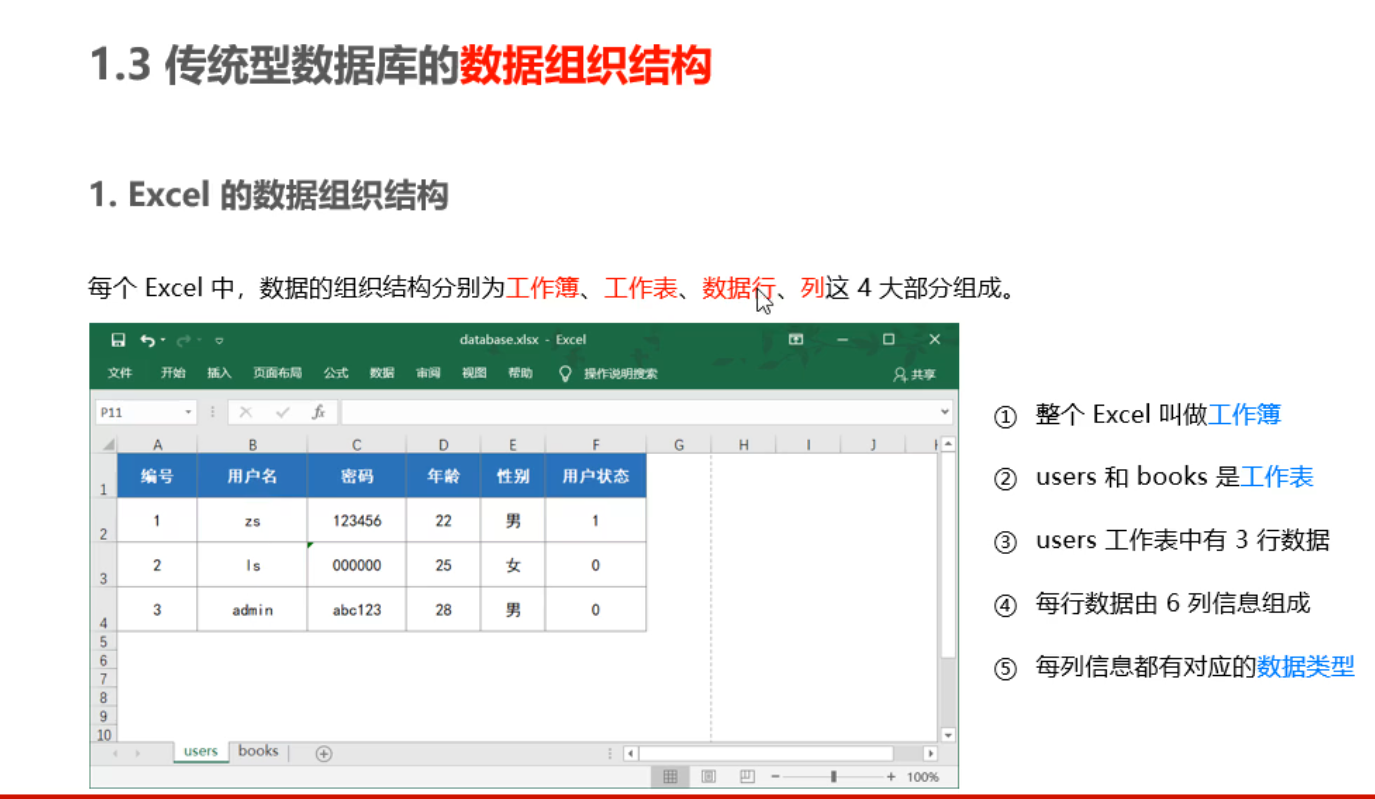 1.3 传统型数据库的数据组织结构
1. Excel 的数据组织结构
每个 Excel 中，数据的组织结构分别为工作簿、工作表、数据行、列这 4 大部分组成。
database.xlsx - Excel
文件 开始 插入 页面布局 公式 数据 审阅 视图 帮助 操作说明搜索 共享
P11 fx
A B C D E F G H I J
1 编号 用户名 密码 年龄 性别 用户状态
2 1 zs 123456 22 男 1
3 2 ls 000000 25 女 0
4 3 admin abc123 28 男 0
5
6
7
8
9
10
users books
100%
① 整个 Excel 叫做工作簿
② users 和 books 是工作表
③ users 工作表中有 3 行数据
④ 每行数据由 6 列信息组成
⑤ 每列信息都有对应的数据类型